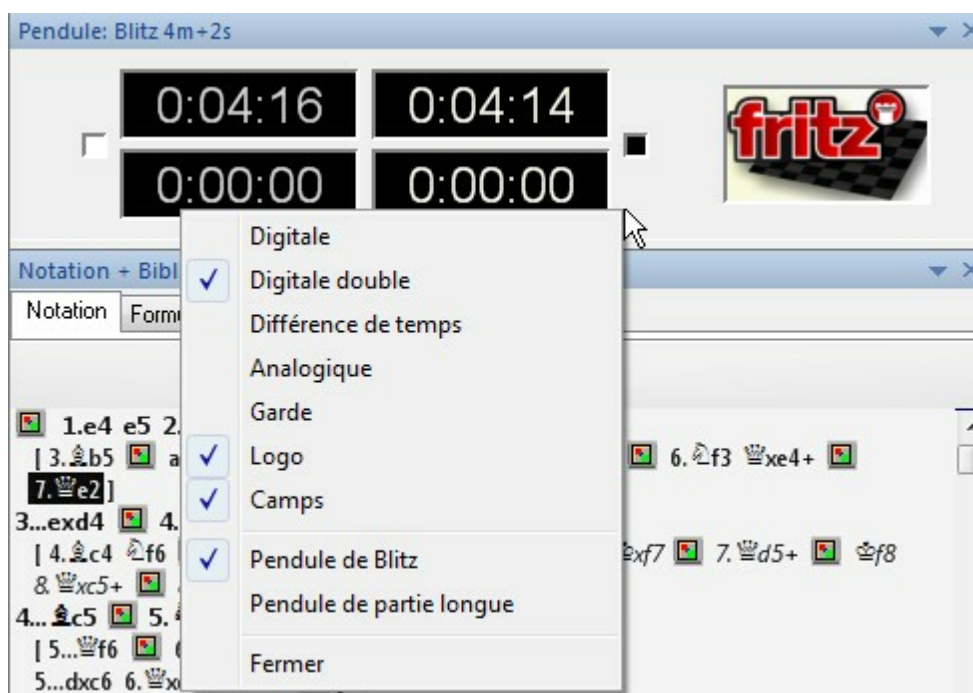 Pendule: Blitz 4m+2s
0:04:16 0:04:14
0:00:00 0:00:00
fritz
Digitale
Digitale double
Différence de temps
Analogique
Garde
Logo
Camps
Pendule de Blitz
Pendule de partie longue
Fermer
Notation + Bibl
Notation Form
1.e4 e5 2.
[ 3.♗b5 a 6.♘f3 ♕xe4+
7.♕e2 ]
3...exd4 4.
[ 4.♗c4 ♘f6 xf7 7.♕d5+ ♔f8
8.♕xc5+
4...♗c5 5.
[ 5...♕f6
5...dxc6 6.♕x